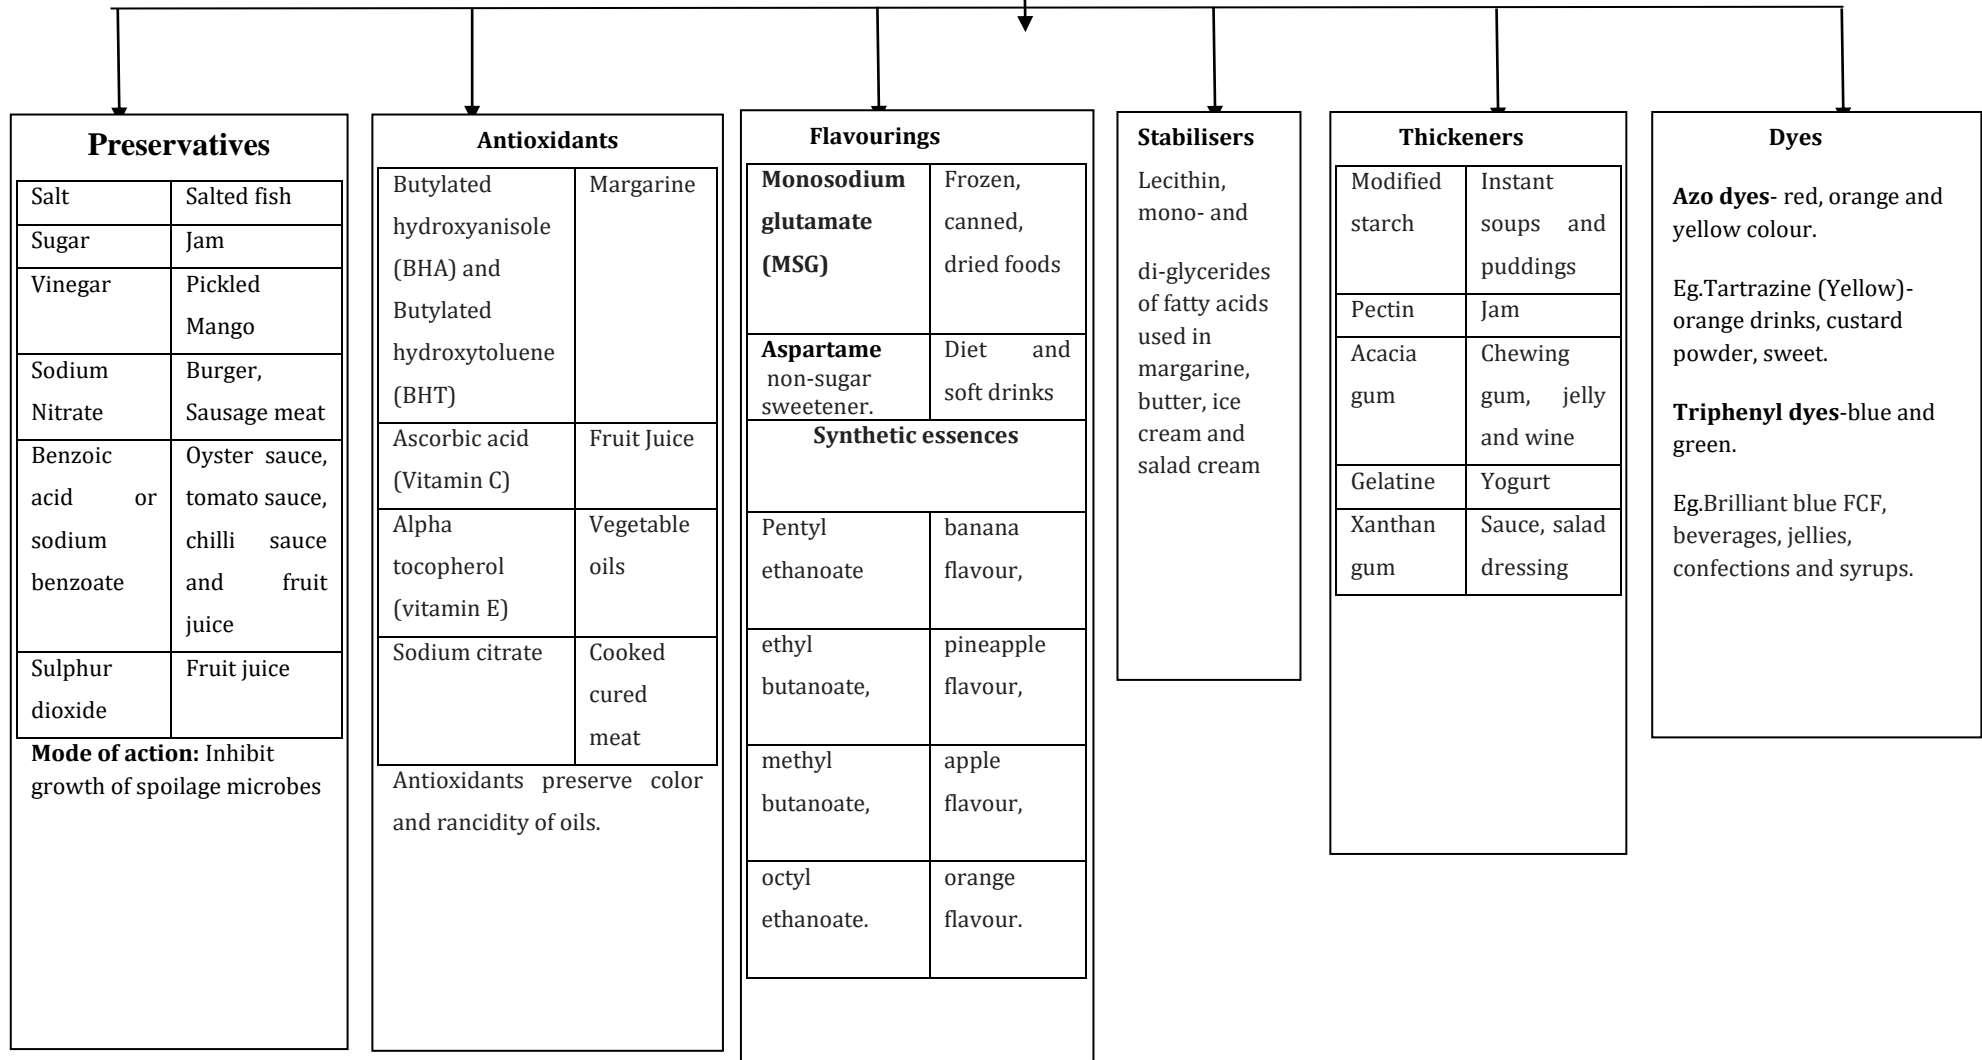 Preservatives
Salt
Salted fish
Sugar
Jam
Vinegar
Pickled
Mango
Sodium
Nitrate
Burger,
Sausage meat
Benzoic
acid or
sodium
benzoate
Oyster sauce,
tomato sauce,
chilli sauce
and fruit
juice
Sulphur
dioxide
Fruit juice
Mode of action: Inhibit
growth of spoilage microbes
Antioxidants
Butylated
hydroxyanisole
(BHA) and
Butylated
hydroxytoluene
(BHT)
Margarine
Ascorbic acid
(Vitamin C)
Fruit Juice
Alpha
tocopherol
(vitamin E)
Vegetable
oils
Sodium citrate
Cooked
cured
meat
Antioxidants preserve color
and rancidity of oils.
Flavourings
Monosodium
glutamate
(MSG)
Frozen,
canned,
dried foods
Aspartame
non-sugar
sweetener.
Diet and
soft drinks
Synthetic essences
Pentyl
ethanoate
banana
flavour,
ethyl
butanoate,
pineapple
flavour,
methyl
butanoate,
apple
flavour,
octyl
ethanoate.
orange
flavour.
Stabilisers
Lecithin,
mono- and
di-glycerides
of fatty acids
used in
margarine,
butter, ice
cream and
salad cream
Thickeners
Modified
starch
Instant
soups and
puddings
Pectin
Jam
Acacia
gum
Chewing
gum, jelly
and wine
Gelatine
Yogurt
Xanthan
gum
Sauce, salad
dressing
Dyes
Azo dyes- red, orange and
yellow colour.
Eg.Tartrazine (Yellow)-
orange drinks, custard
powder, sweet.
Triphenyl dyes-blue and
green.
Eg.Brilliant blue FCF,
beverages, jellies,
confections and syrups.